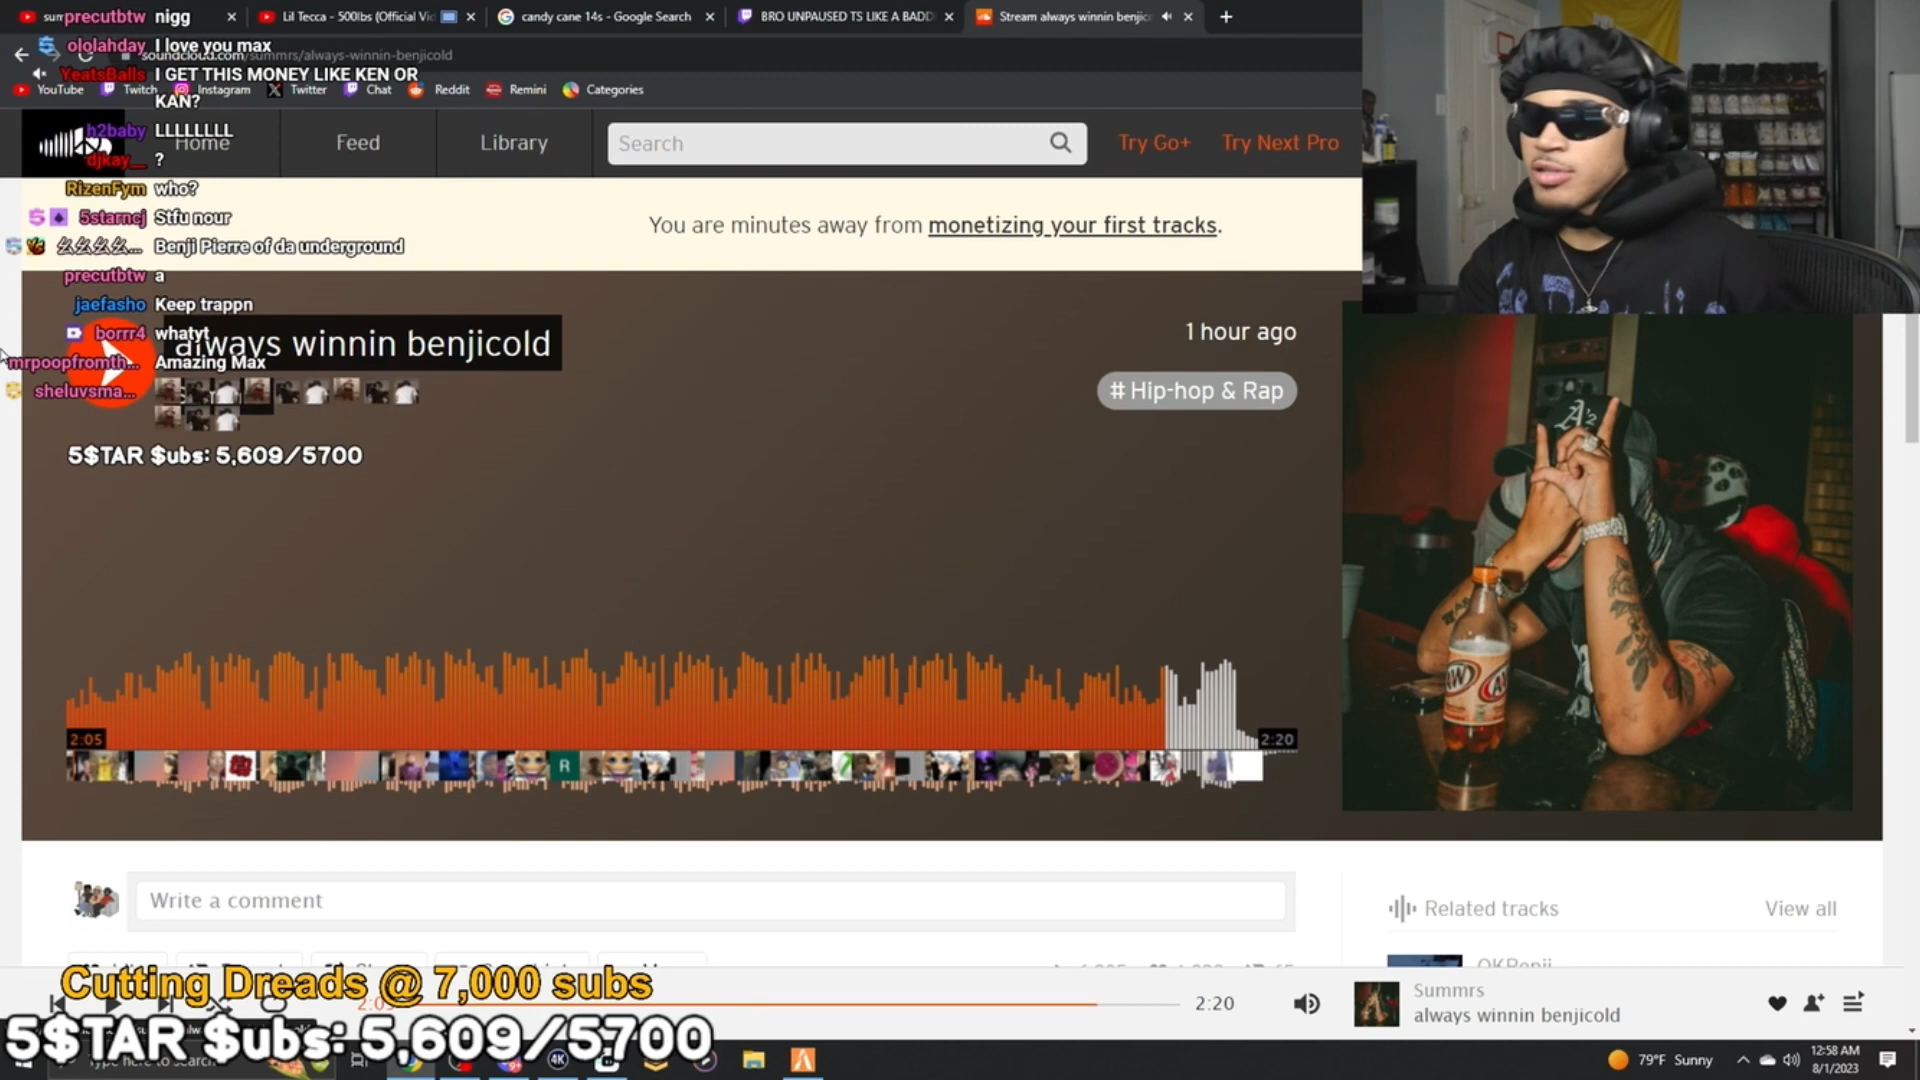 Lil Tecca - 500lbs (Official Vi
candy cane 14s - Google Search
BRO UNPAUSED TS LIKE A BADD
Stream always winnin benjic
soundcloud.com/summrs/always-winnin-benjicold
YouTube
Twitch
Instagram
Twitter
Chat
Reddit
Remini
Categories
precutbtw nigg
ololahday I love you max
YeatsBalls I GET THIS MONEY LIKE KEN OR
KAN?
h2baby LLLLLLLL
djkay__ ?
RizenFym who?
5starncj Stfu nour
Benji Pierre of da underground
precutbtw a
jaefasho Keep trappn
borrr4 whatyt
mrpoopfromth... Amazing Max
sheluvsma...
Home
Feed
Library
Search
Try Go+
Try Next Pro
You are minutes away from monetizing your first tracks.
always winnin benjicold
1 hour ago
# Hip-hop & Rap
5$TAR $ubs: 5,609/5700
2:05
2:20
R
A&W
Write a comment
Related tracks
View all
Cutting Dreads @ 7,000 subs
2:20
Summrs
always winnin benjicold
5$TAR $ubs: 5,609/5700
Type here to search
4K
79°F Sunny
12:58 AM
8/1/2023